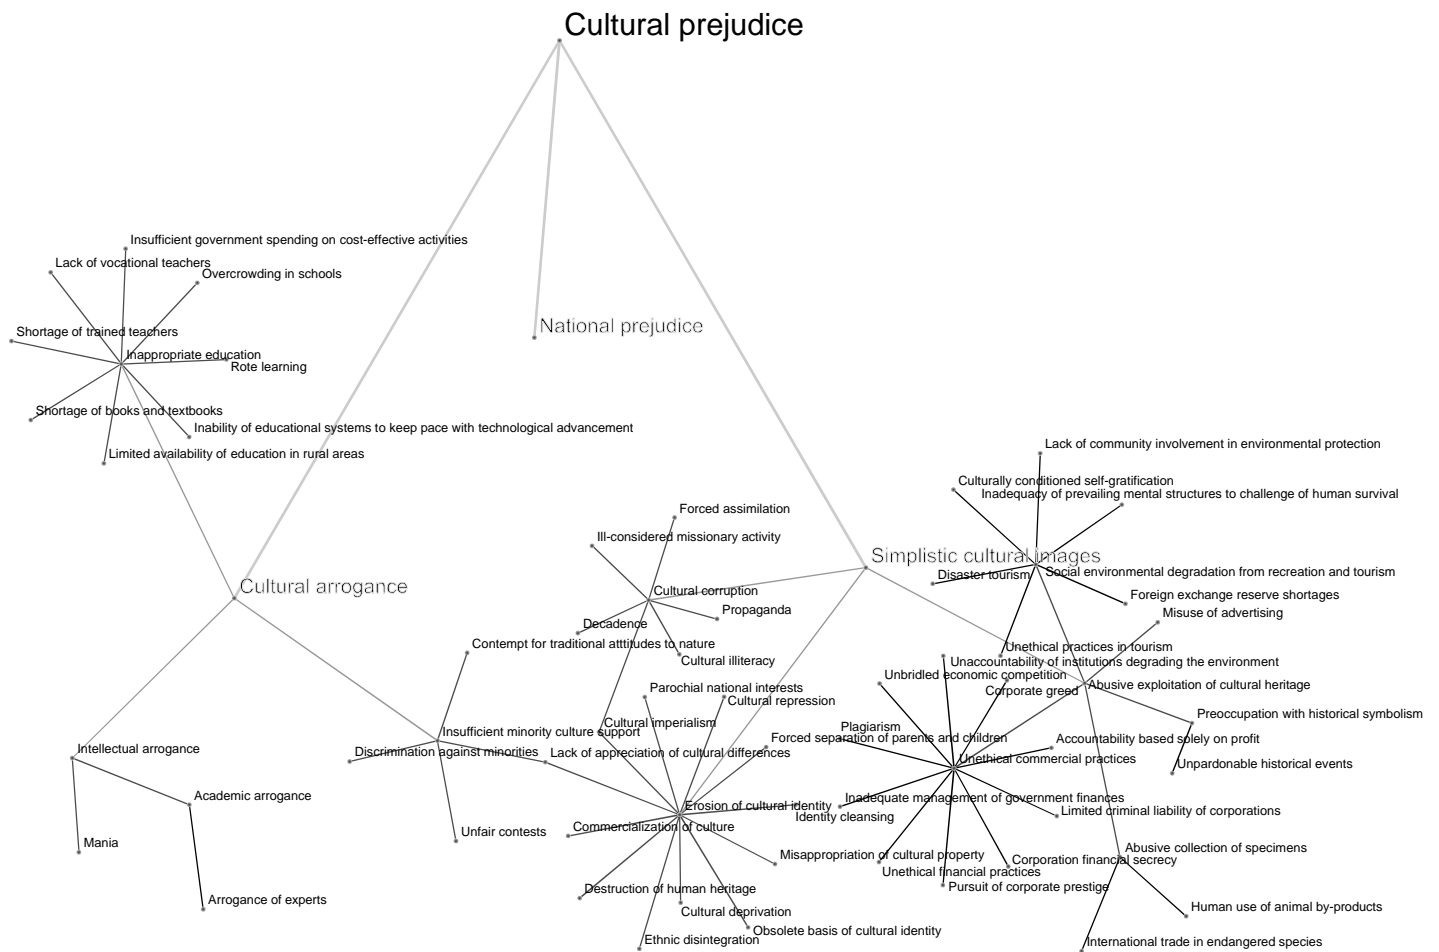 Cultural prejudice
Insufficient government spending on cost-effective activities
Lack of vocational teachers
Overcrowding in schools
National prejudice
Shortage of trained teachers
Inappropriate education
Rote learning
Shortage of books and textbooks
Inability of educational systems to keep pace with technological advancement
Limited availability of education in rural areas
Lack of community involvement in environmental protection
Culturally conditioned self-gratification
Inadequacy of prevailing mental structures to challenge of human survival
Forced assimilation
Ill-considered missionary activity
Simplistic cultural images
Disaster tourism
Social environmental degradation from recreation and tourism
Cultural arrogance
Cultural corruption
Foreign exchange reserve shortages
Propaganda
Misuse of advertising
Decadence
Contempt for traditional atttitudes to nature
Unethical practices in tourism
Cultural illiteracy
Unaccountability of institutions degrading the environment
Unbridled economic competition
Parochial national interests
Corporate greed
Abusive exploitation of cultural heritage
Cultural repression
Preoccupation with historical symbolism
Cultural imperialism
Plagiarism
Insufficient minority culture support
Forced separation of parents and children
Accountability based solely on profit
Intellectual arrogance
Discrimination against minorities
Lack of appreciation of cultural differences
Unethical commercial practices
Unpardonable historical events
Academic arrogance
Inadequate management of government finances
Erosion of cultural identity
Limited criminal liability of corporations
Identity cleansing
Commercialization of culture
Unfair contests
Mania
Abusive collection of specimens
Misappropriation of cultural property
Corporation financial secrecy
Unethical financial practices
Destruction of human heritage
Pursuit of corporate prestige
Arrogance of experts
Human use of animal by-products
Cultural deprivation
Obsolete basis of cultural identity
Ethnic disintegration
International trade in endangered species